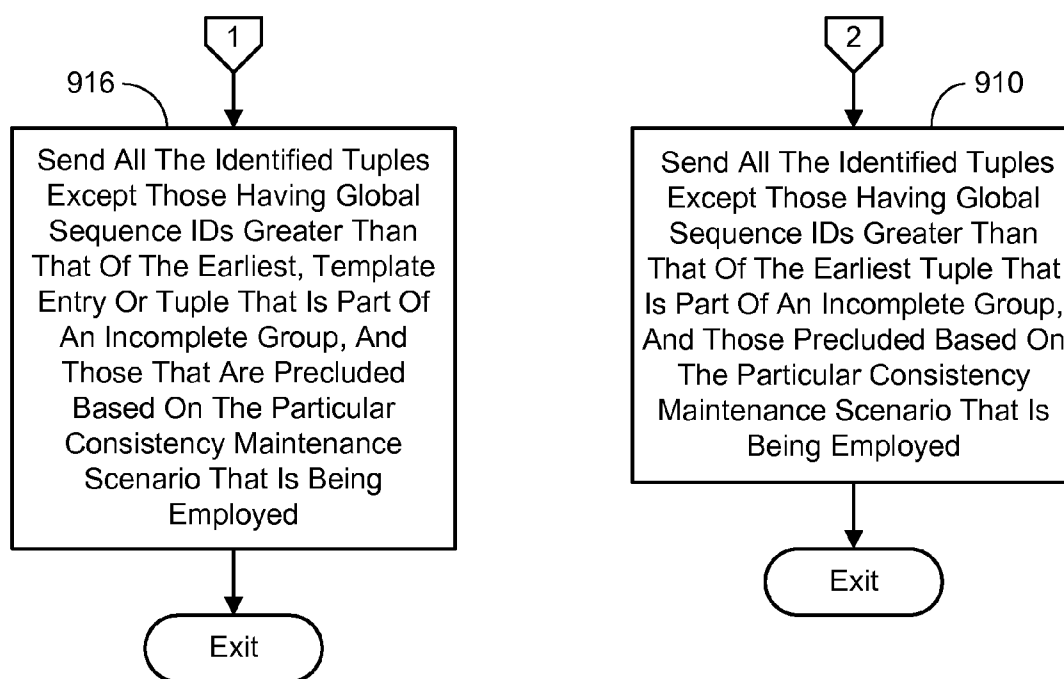 1
916
Send All The Identified Tuples
Except Those Having Global
Sequence IDs Greater Than
That Of The Earliest, Template
Entry Or Tuple That Is Part Of
An Incomplete Group, And
Those That Are Precluded
Based On The Particular
Consistency Maintenance
Scenario That Is Being
Employed
Exit
2
910
Send All The Identified Tuples
Except Those Having Global
Sequence IDs Greater Than
That Of The Earliest Tuple That
Is Part Of An Incomplete Group,
And Those Precluded Based On
The Particular Consistency
Maintenance Scenario That Is
Being Employed
Exit